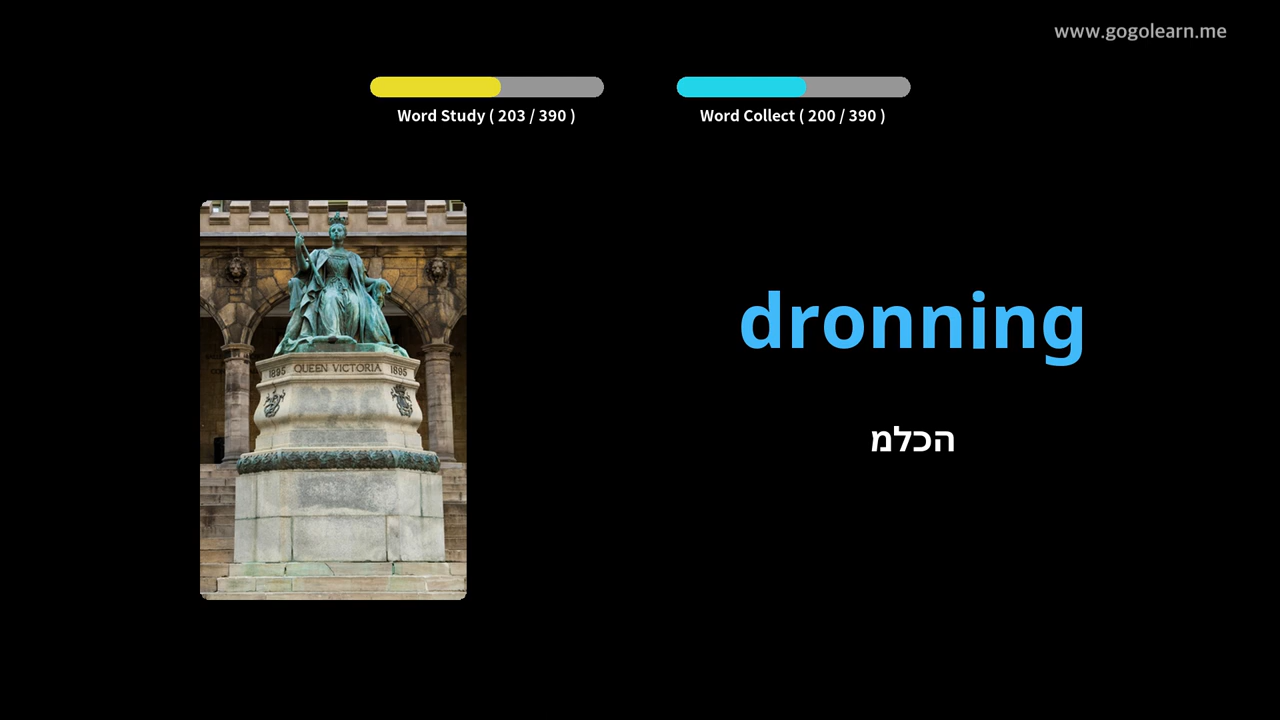 www.gogolearn.me
Word Study ( 203 / 390 )
Word Collect ( 200 / 390 )
1895 QUEEN VICTORIA 1895
dronning
הכלמ